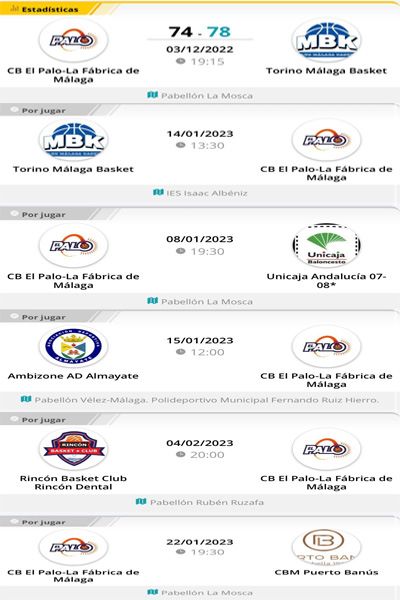 Estadísticas
PALO
74 - 78
MBK
03/12/2022
19:15
CB El Palo-La Fábrica de
Málaga
Torino Málaga Basket
Pabellón La Mosca
Por jugar
MBK
14/01/2023
13:30
PALO
Torino Málaga Basket
CB El Palo-La Fábrica de
Málaga
IES Isaac Albéniz
Por jugar
PALO
08/01/2023
19:30
Unicaja
Baloncesto
CB El Palo-La Fábrica de
Málaga
Unicaja Andalucía 07-
08*
Pabellón La Mosca
Por jugar
ALMAYATE
15/01/2023
12:00
PALO
Ambizone AD Almayate
CB El Palo-La Fábrica de
Málaga
Pabellón Vélez-Málaga. Polideportivo Municipal Fernando Ruiz Hierro.
Por jugar
RINCÓN
BASKET CLUB
04/02/2023
20:00
PALO
Rincón Basket Club
Rincón Dental
CB El Palo-La Fábrica de
Málaga
Pabellón Rubén Ruzafa
Por jugar
PALO
22/01/2023
19:30
CB El Palo-La Fábrica de
Málaga
CBM Puerto Banús
Pabellón La Mosca